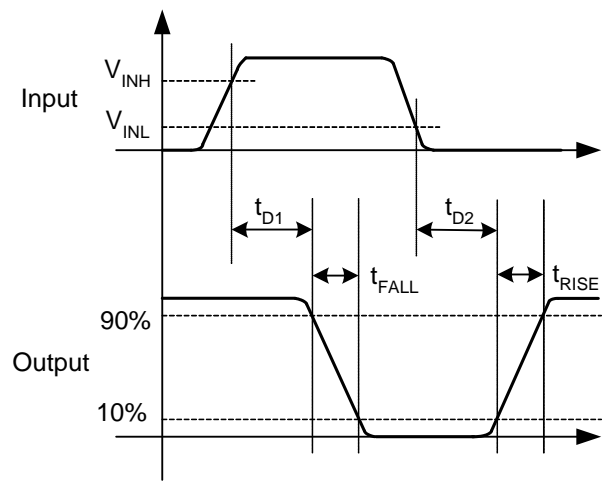 V_INH
Input
V_INL
t_D1
t_D2
t_FALL
t_RISE
90%
Output
10%